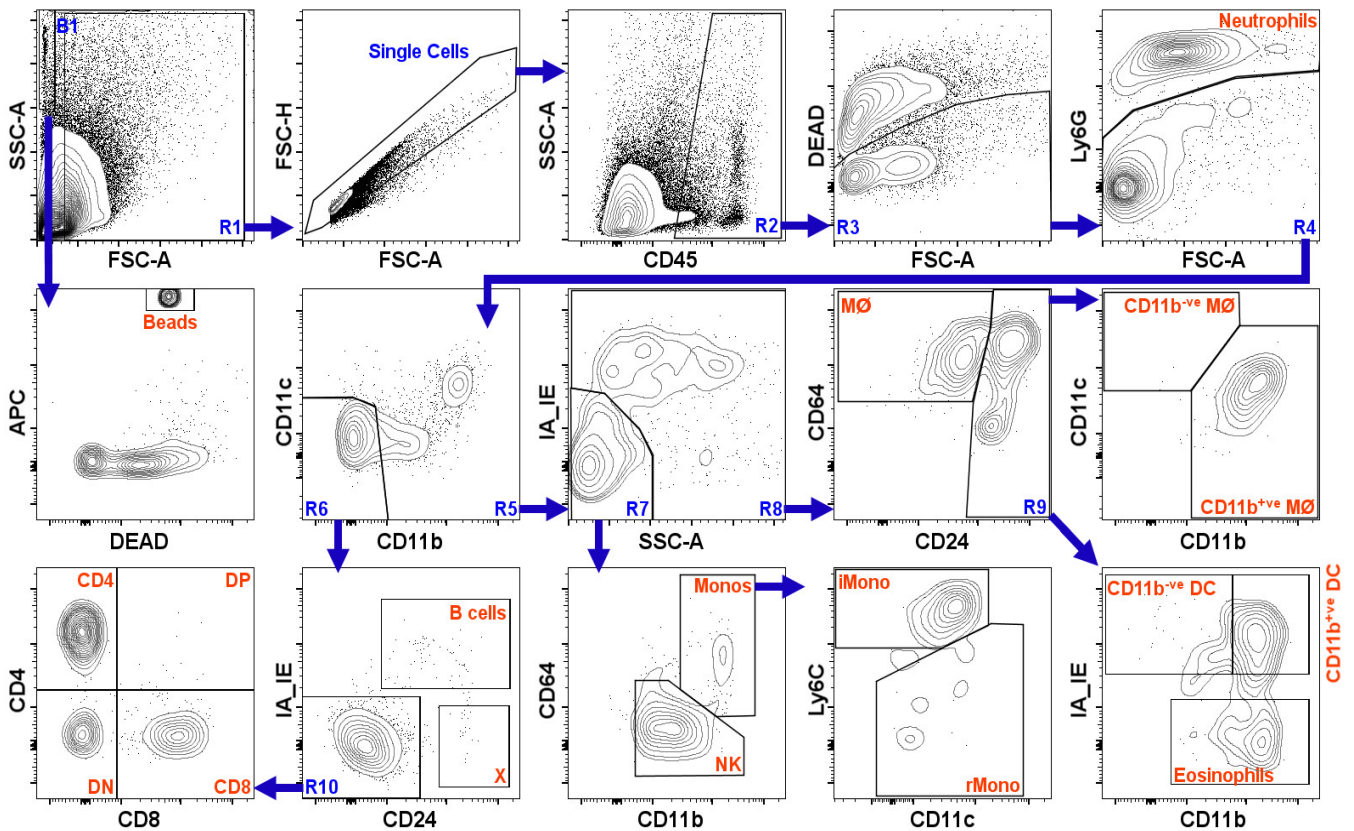 B1
R1
SSC-A
FSC-A
Single Cells
FSC-H
FSC-A
R2
SSC-A
CD45
R3
DEAD
FSC-A
Neutrophils
R4
Ly6G
FSC-A
Beads
APC
DEAD
R6
R5
CD11c
CD11b
R7
R8
IA_IE
SSC-A
MØ
R9
CD64
CD24
CD11b-ve MØ
CD11b+ve MØ
CD11c
CD11b
CD4
DP
DN
CD8
CD4
CD8
B cells
X
R10
IA_IE
CD24
Monos
NK
CD64
CD11b
iMono
rMono
Ly6C
CD11c
CD11b-ve DC
CD11b+ve DC
Eosinophils
IA_IE
CD11b